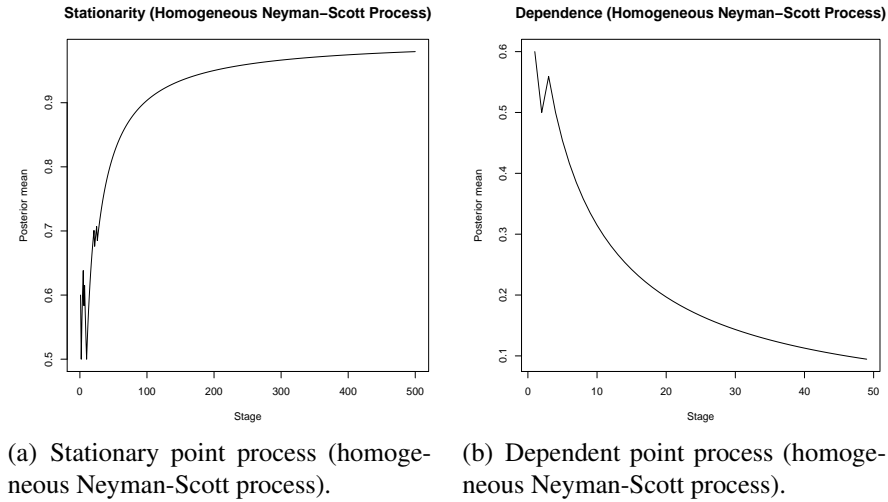 Stationarity (Homogeneous Neyman−Scott Process)
Posterior mean
0.9
0.8
0.7
0.6
0.5
0
100
200
300
400
500
Stage
(a) Stationary point process (homoge-
neous Neyman-Scott process).
Dependence (Homogeneous Neyman−Scott Process)
Posterior mean
0.6
0.5
0.4
0.3
0.2
0.1
0
10
20
30
40
50
Stage
(b) Dependent point process (homoge-
neous Neyman-Scott process).